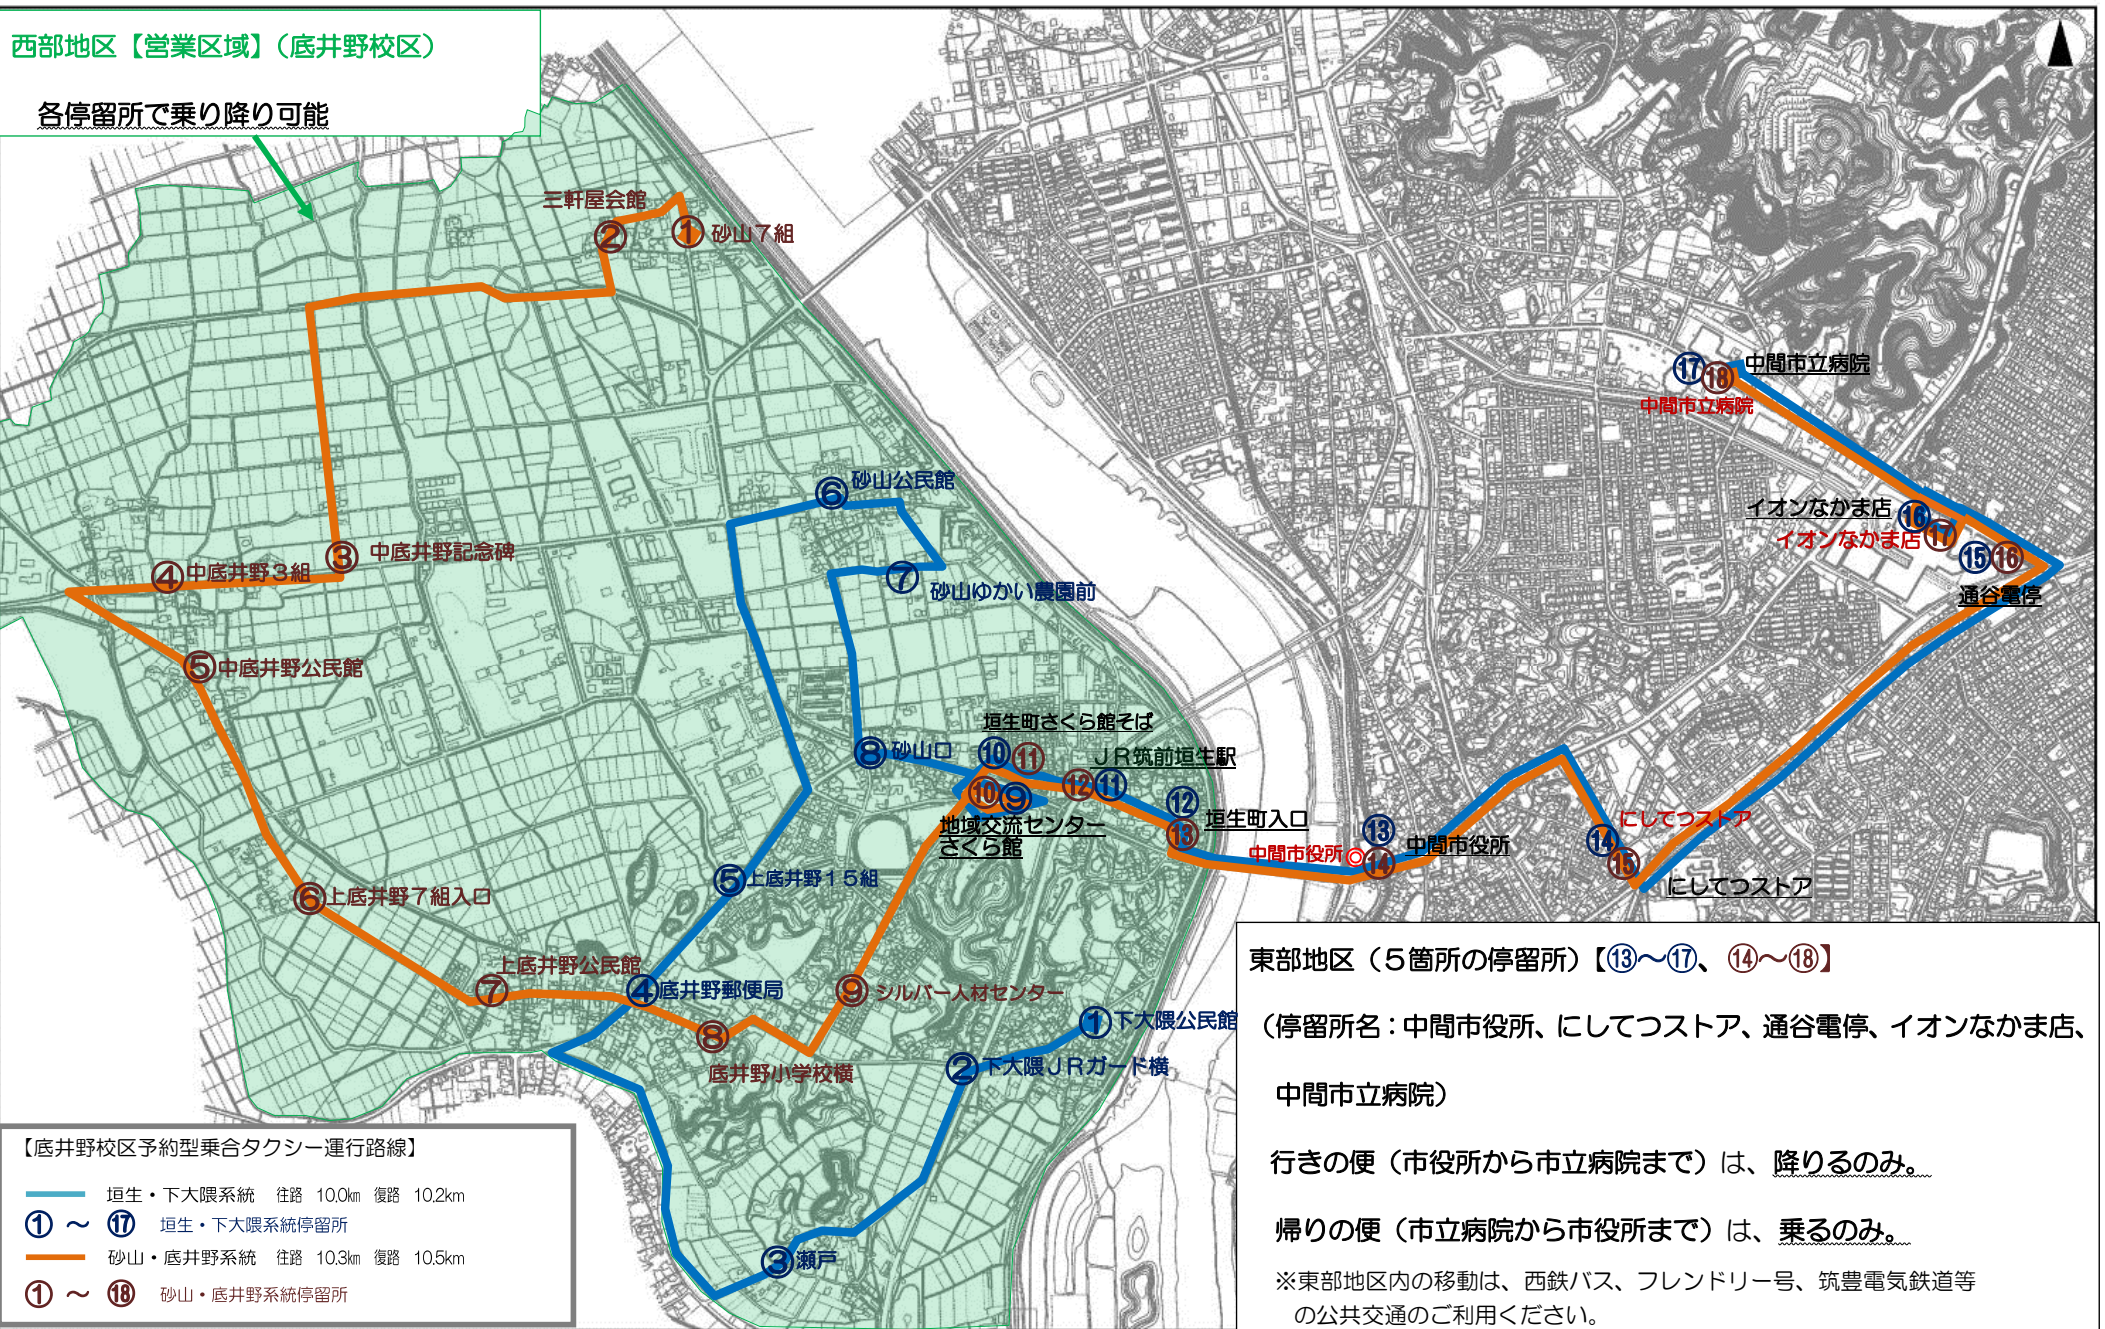 西部地区【営業区域】(底井野校区)
各停留所で乗り降り可能
三軒屋会館
② ① 砂山7組
⑰ ⑱ 中間市立病院
中間市立病院
⑥ 砂山公民館
イオンなかま店 ⑯
イオンなかま店 ⑰
⑮ ⑯
通谷電停
③ 中底井野記念碑
④ 中底井野3組
⑦ 砂山ゆかい農園前
⑤ 中底井野公民館
垣生町さくら館そば
⑧ 砂山口 ⑩ ⑪ JR筑前垣生駅
⑩ ⑨ ⑫ ⑪
⑫
地域交流センター
さくら館
⑬ 垣生町入口
⑬
中間市役所◎ ⑭ 中間市役所
にしてつストア
⑭
⑮
にしてつストア
⑤ 上底井野15組
⑥ 上底井野7組入口
上底井野公民館
⑦ ④ 底井野郵便局 ⑨ シルバー人材センター
⑧ ① 下大隈公民館
底井野小学校横
② 下大隈JRガード横
③ 瀬戸
【底井野校区予約型乗合タクシー運行路線】
垣生・下大隈系統 往路 10.0㎞ 復路 10.2km
① ～ ⑰ 垣生・下大隈系統停留所
砂山・底井野系統 往路 10.3㎞ 復路 10.5km
① ～ ⑱ 砂山・底井野系統停留所
東部地区(5箇所の停留所)【⑬～⑰、⑭～⑱】
(停留所名:中間市役所、にしてつストア、通谷電停、イオンなかま店、
中間市立病院)
行きの便(市役所から市立病院まで)は、降りるのみ。
帰りの便(市立病院から市役所まで)は、乗るのみ。
※東部地区内の移動は、西鉄バス、フレンドリー号、筑豊電気鉄道等
の公共交通のご利用ください。